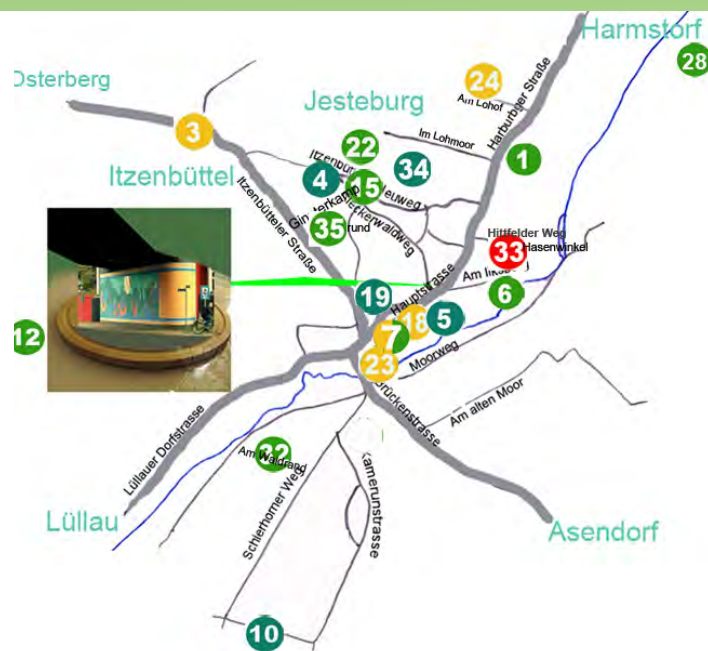 Harmstorf
28
Osterberg
24
Am Lohof
Harburger Straße
Jesteburg
3
Im Lohmoor
22
1
34
Itzenbüttel
4
15
Ginsterkamp
Itzenbütteler Straße
35
Hittfelder Weg
33
Hasenwinkel
6
19
Hauptstrasse
18
5
12
7
23
Moorweg
Brückenstrasse
Am alten Moor
32
Am Waldrand
Lüllauer Dorfstrasse
Schierhorner Weg
Kamerunstrasse
Lüllau
Asendorf
10